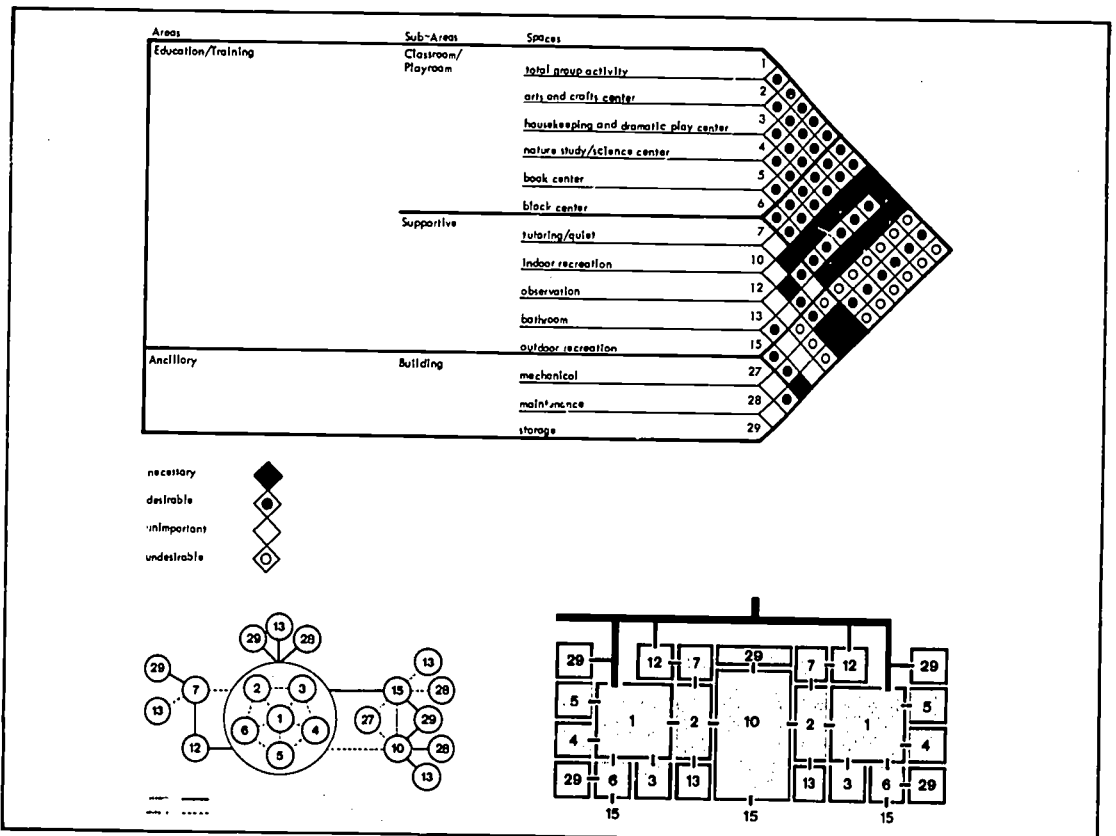 Areas Sub-Areas Spaces
Education/Training Classroom/
Playroom
total group activity 1
arts and crafts center 2
housekeeping and dramatic play center 3
nature study/science center 4
book center 5
block center 6
Supportive
tutoring/quiet 7
indoor recreation 10
observation 12
bathroom 13
outdoor recreation 15
Ancillary Building
mechanical 27
maintenance 28
storage 29
necessary
desirable
unimportant
undesirable
13
29 28
29 13
7 2 3 15 28
13 1 27 29
6 4
12 5 10 28
13
29 12 7 29 7 12 29
5 1 2 10 2 1 5
4 4
29 6 3 13 13 3 6 29
15 15 15